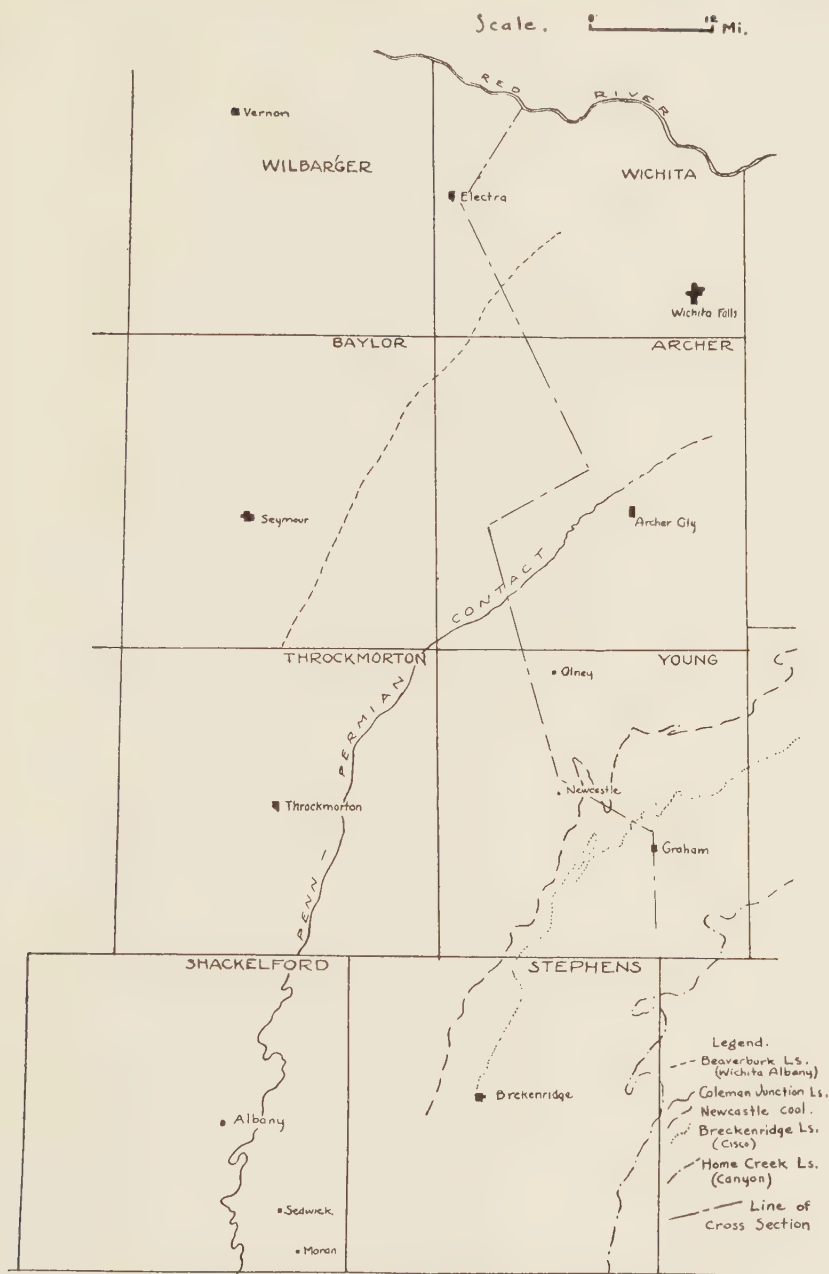 Scale. 0 12 Mi.
RED RIVER
Vernon
WILBARGER
WICHITA
Electra
Wichita Falls
BAYLOR
ARCHER
Seymour
Archer City
CONTACT
THROCKMORTON
YOUNG
Olney
PERMIAN
Newcastle
Throckmorton
Graham
PENN —
SHACKELFORD
STEPHENS
Legend.
Beaverburk Ls.
(Wichita Albany)
Coleman Junction Ls.
Newcastle coal.
Breckenridge Ls.
(Cisco)
Home Creek Ls.
(Canyon)
Line of
Cross Section
Brekenridge
Albany
Sedwick
Moran